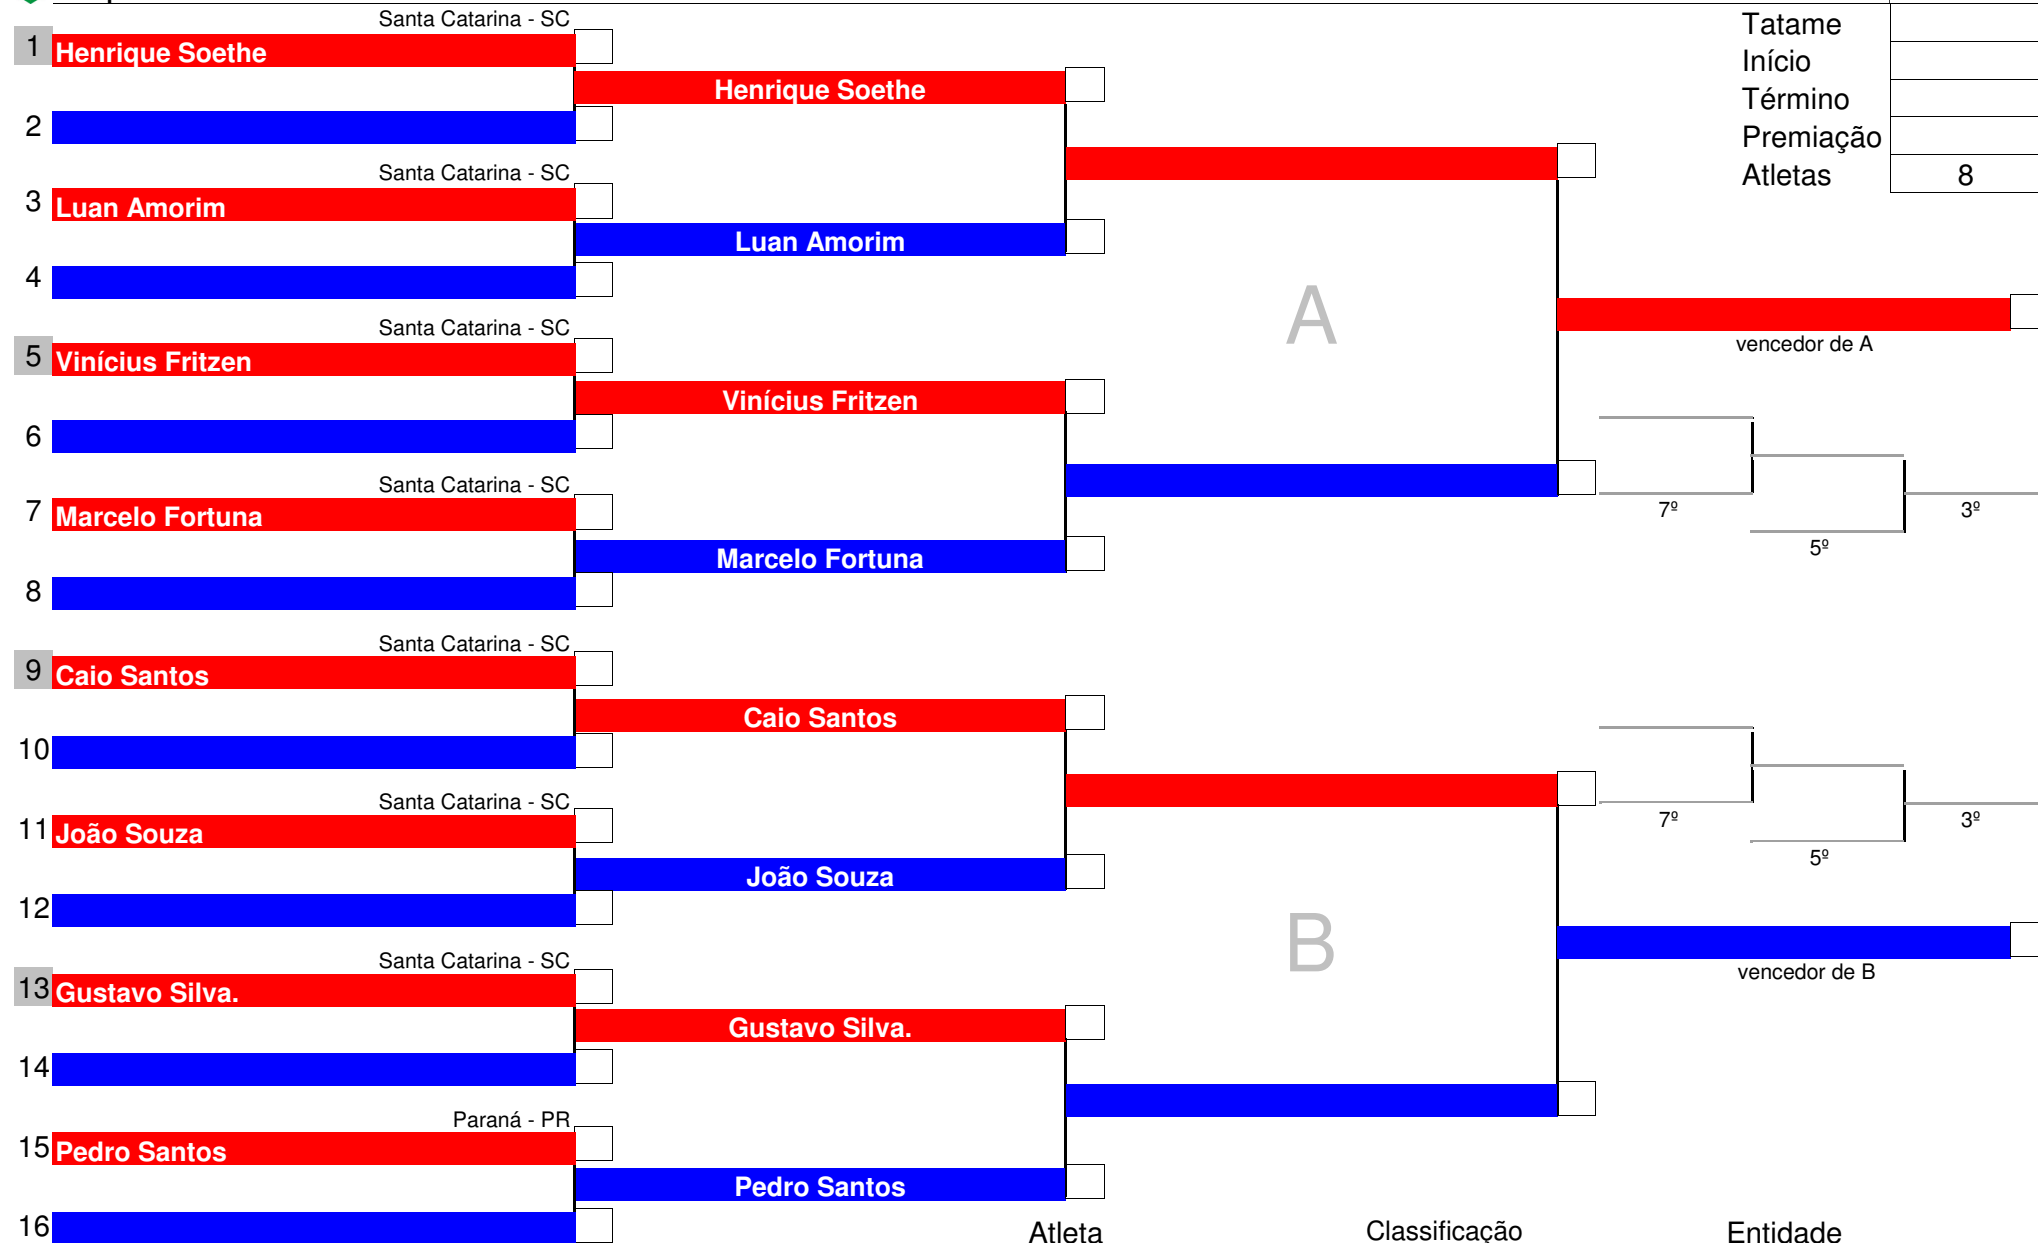 Santa Catarina - SC
1 Henrique Soethe
Henrique Soethe
2
Santa Catarina - SC
3 Luan Amorim
Luan Amorim
4
Santa Catarina - SC
5 Vinícius Fritzen
Vinícius Fritzen
6
Santa Catarina - SC
7 Marcelo Fortuna
Marcelo Fortuna
8
Santa Catarina - SC
9 Caio Santos
Caio Santos
10
Santa Catarina - SC
11 João Souza
João Souza
12
Santa Catarina - SC
13 Gustavo Silva.
Gustavo Silva.
14
Paraná - PR
15 Pedro Santos
Pedro Santos
16
A
B
Tatame
Início
Término
Premiação
Atletas 8
vencedor de A
7º
3º
5º
7º
3º
5º
vencedor de B
Atleta Classificação Entidade